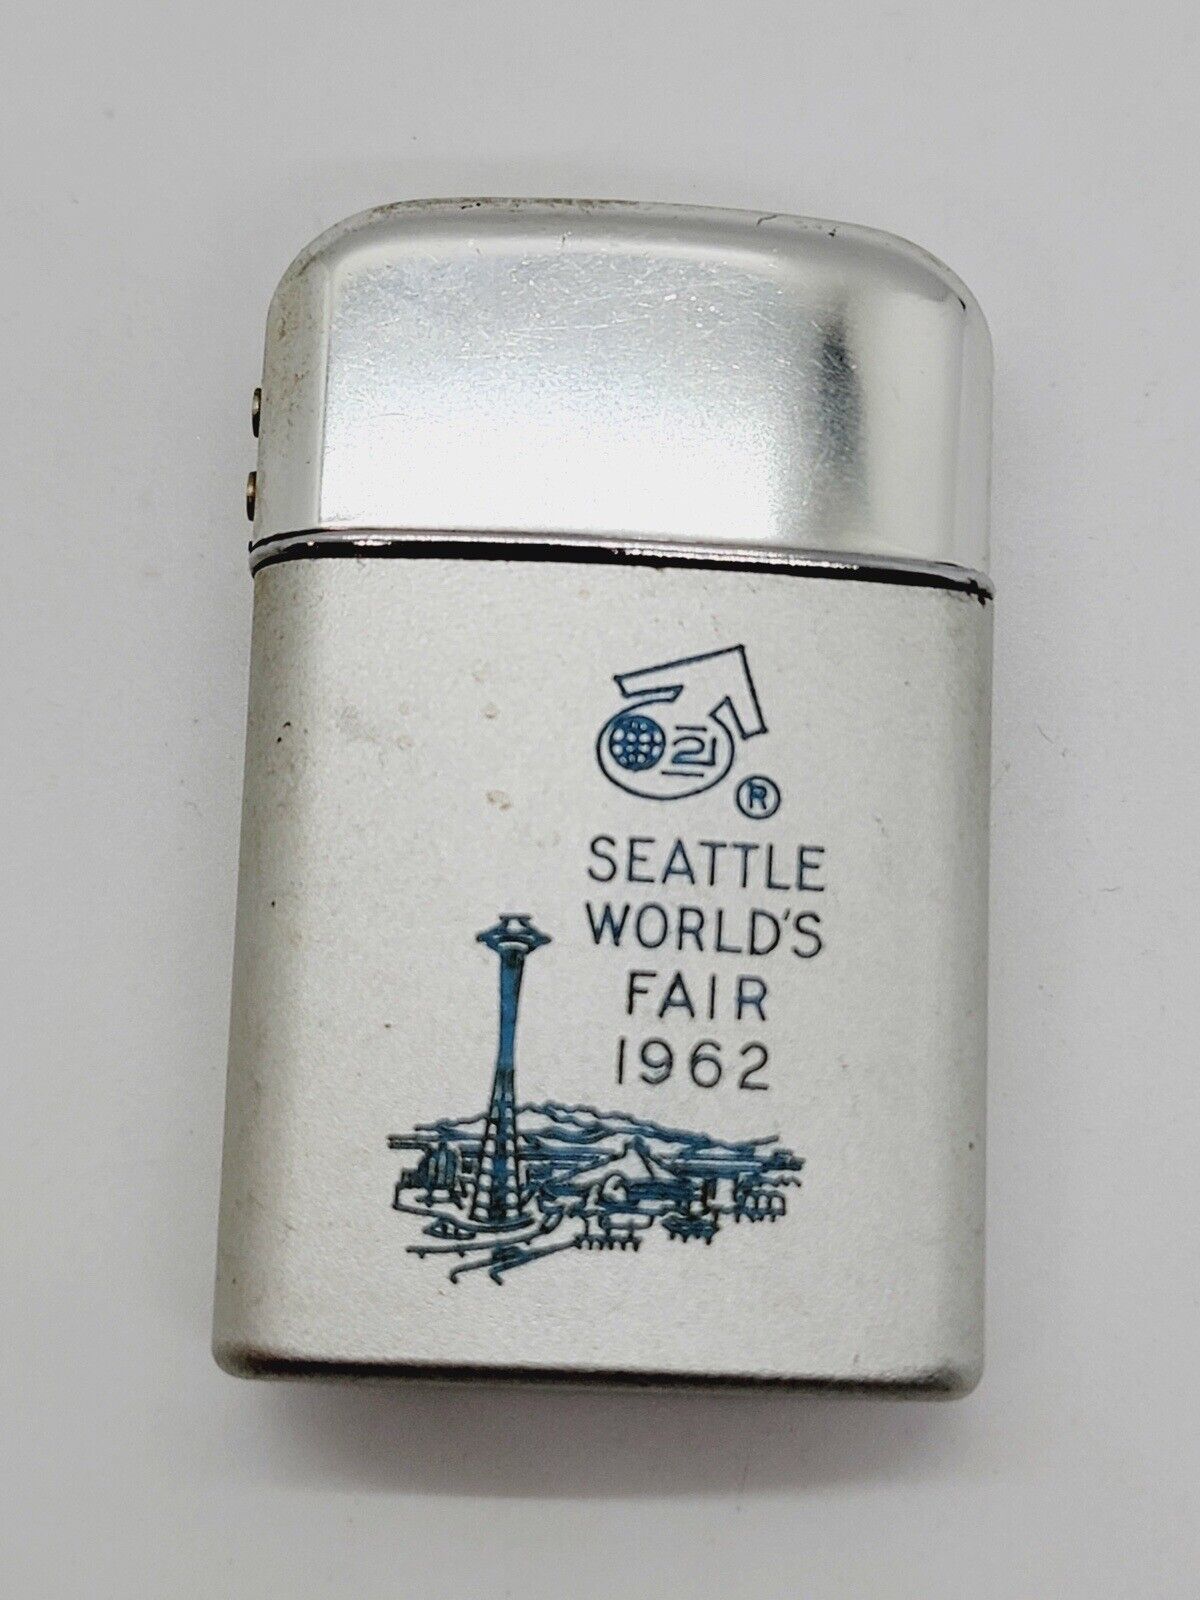 21
®
SEATTLE
WORLD'S
FAIR
1962